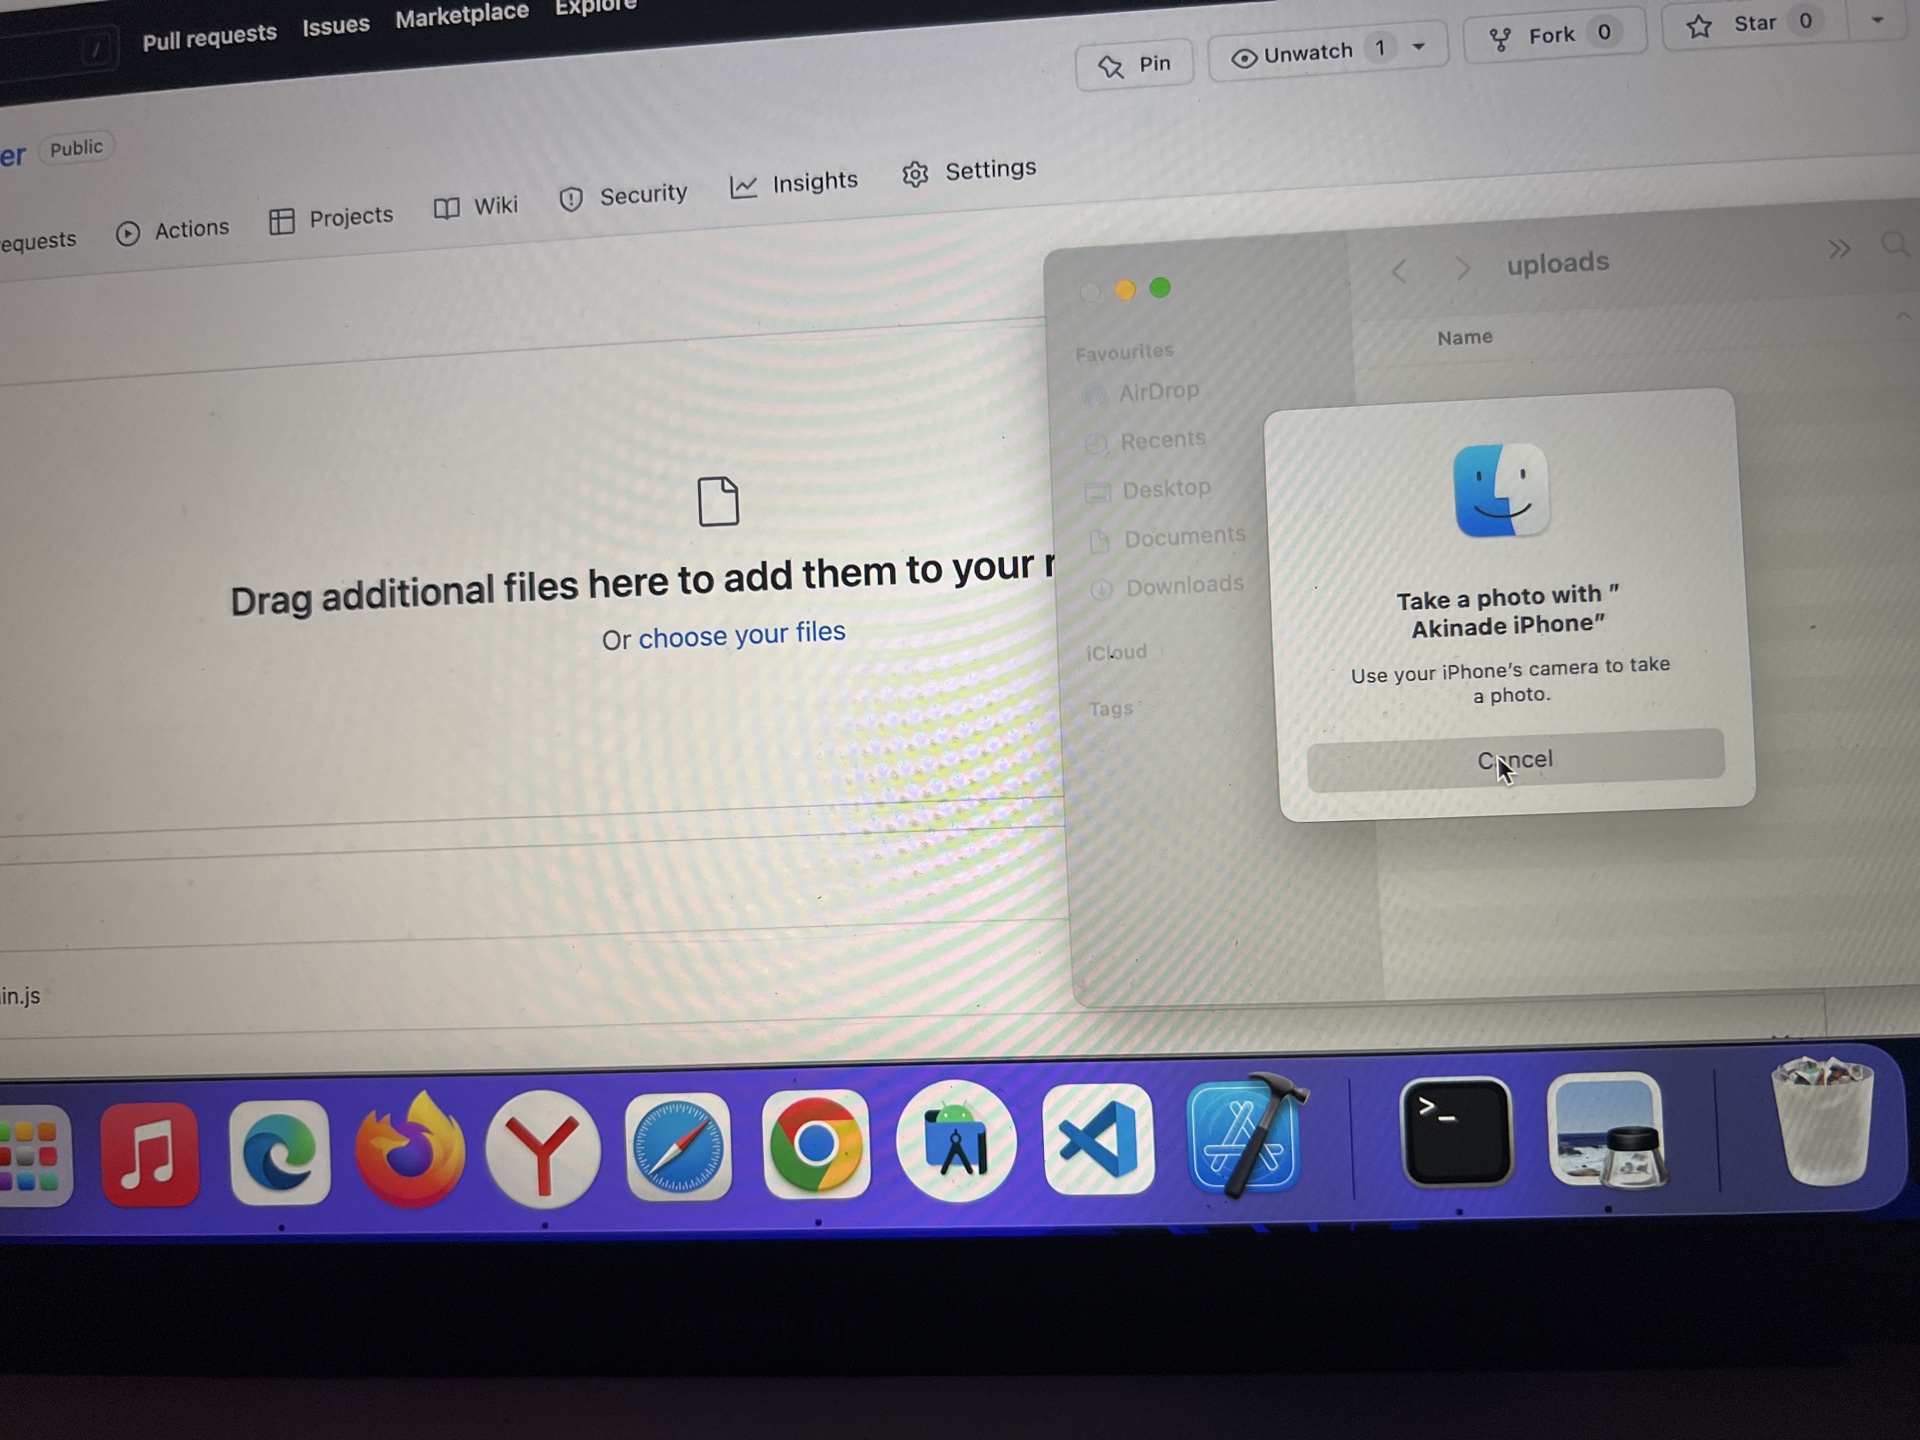 / Pull requests Issues Marketplace Explore
Pin Unwatch 1 Fork 0 Star 0
er Public
equests Actions Projects Wiki Security Insights Settings
uploads
Name
Favourites
AirDrop
Recents
Desktop
Documents
Downloads
iCloud
Tags
Drag additional files here to add them to your r
Or choose your files
Take a photo with "
Akinade iPhone"
Use your iPhone's camera to take
a photo.
Cancel
in.js
>_